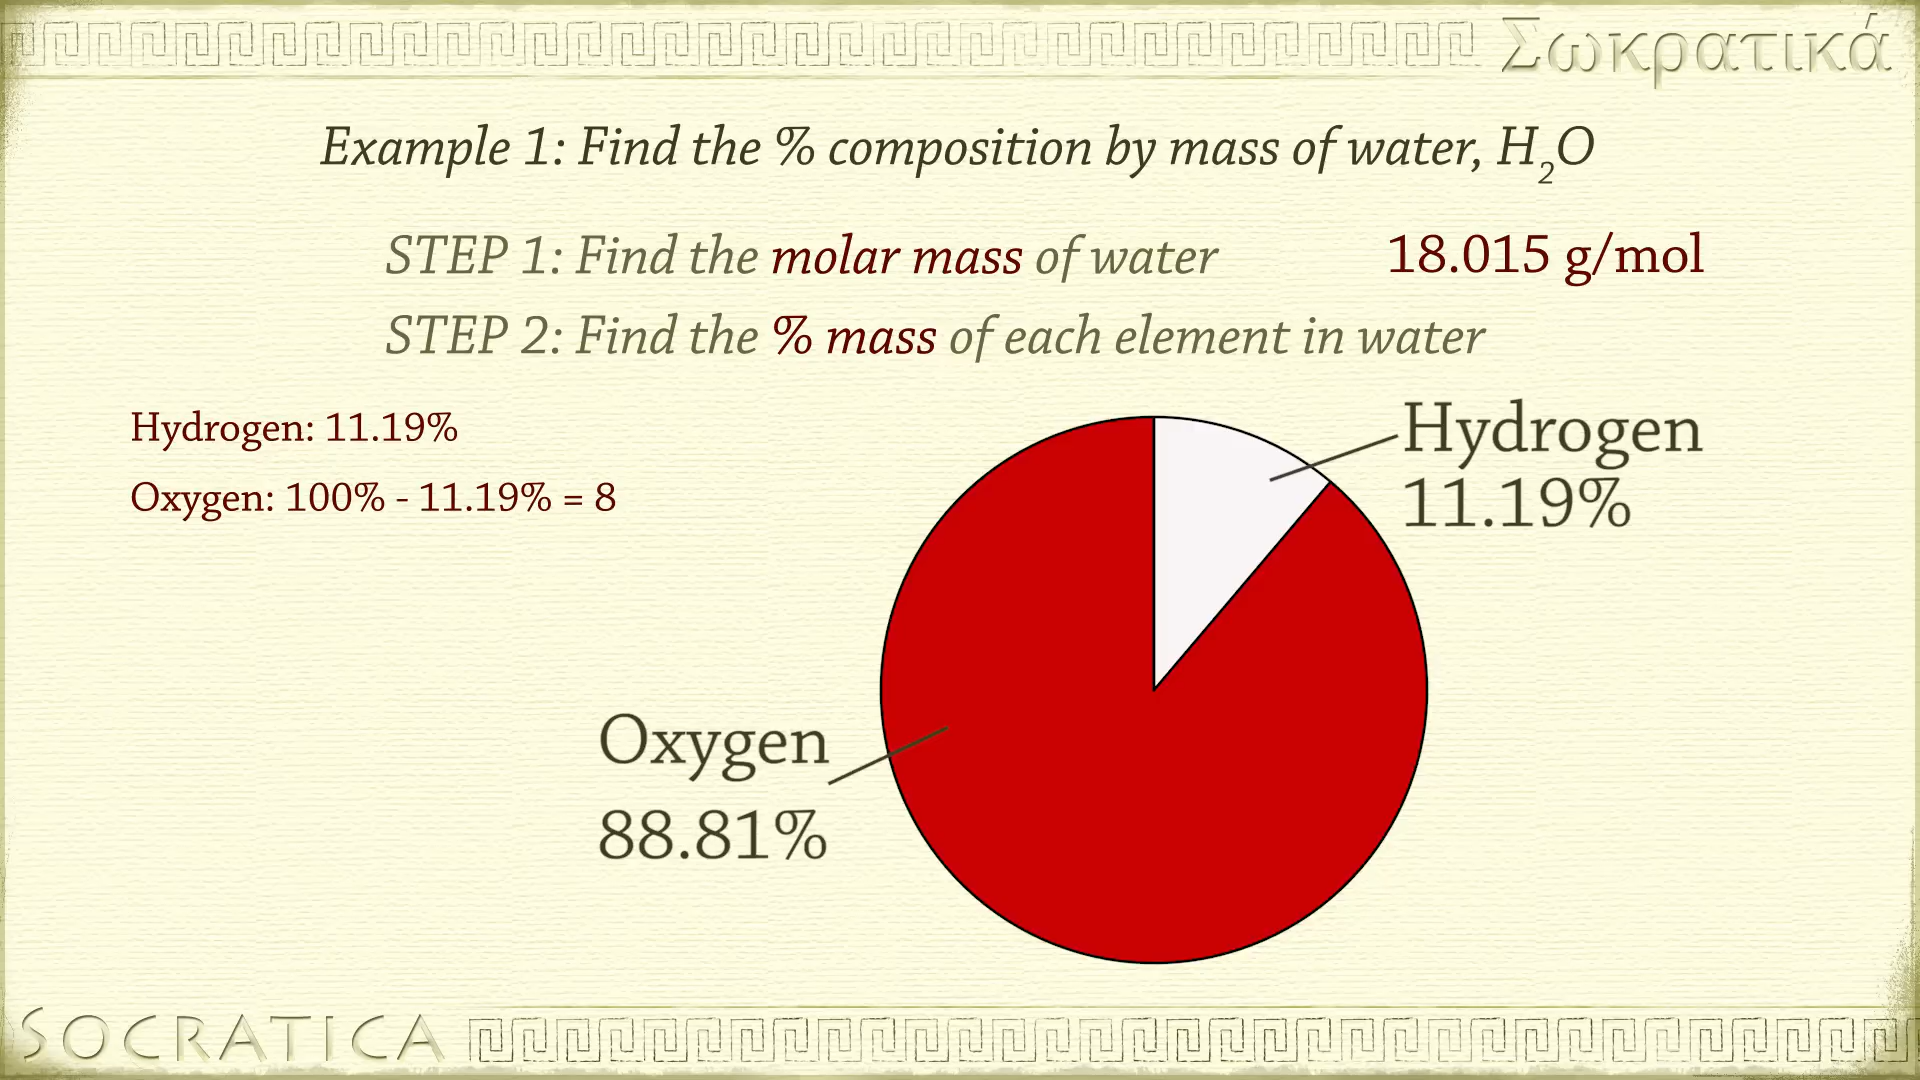 Σωκρατικά
Example 1: Find the % composition by mass of water, H₂O
STEP 1: Find the molar mass of water 18.015 g/mol
STEP 2: Find the % mass of each element in water
Hydrogen: 11.19%
Oxygen: 100% - 11.19% = 8
Hydrogen
11.19%
Oxygen
88.81%
SOCRATICA